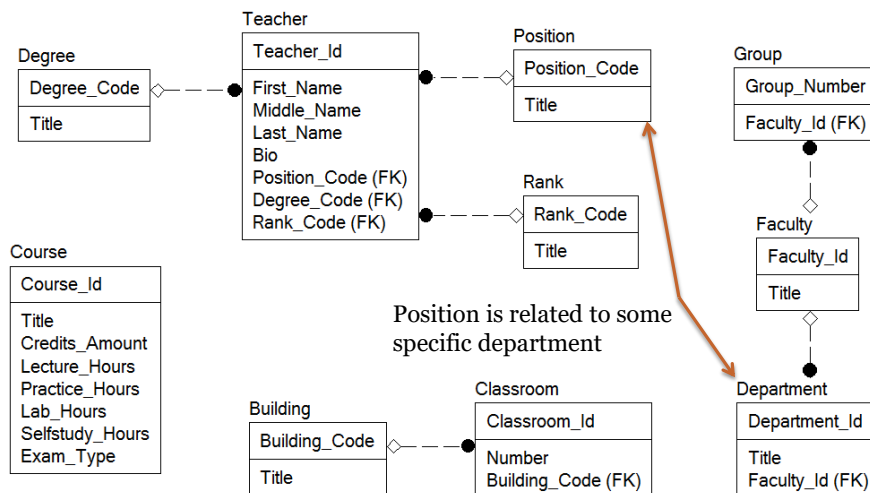 Teacher
Teacher_Id
First_Name
Middle_Name
Last_Name
Bio
Position_Code (FK)
Degree_Code (FK)
Rank_Code (FK)
Degree
Degree_Code
Title
Position
Position_Code
Title
Group
Group_Number
Faculty_Id (FK)
Rank
Rank_Code
Title
Faculty
Faculty_Id
Title
Course
Course_Id
Title
Credits_Amount
Lecture_Hours
Practice_Hours
Lab_Hours
Selfstudy_Hours
Exam_Type
Position is related to some
specific department
Building
Building_Code
Title
Classroom
Classroom_Id
Number
Building_Code (FK)
Department
Department_Id
Title
Faculty_Id (FK)